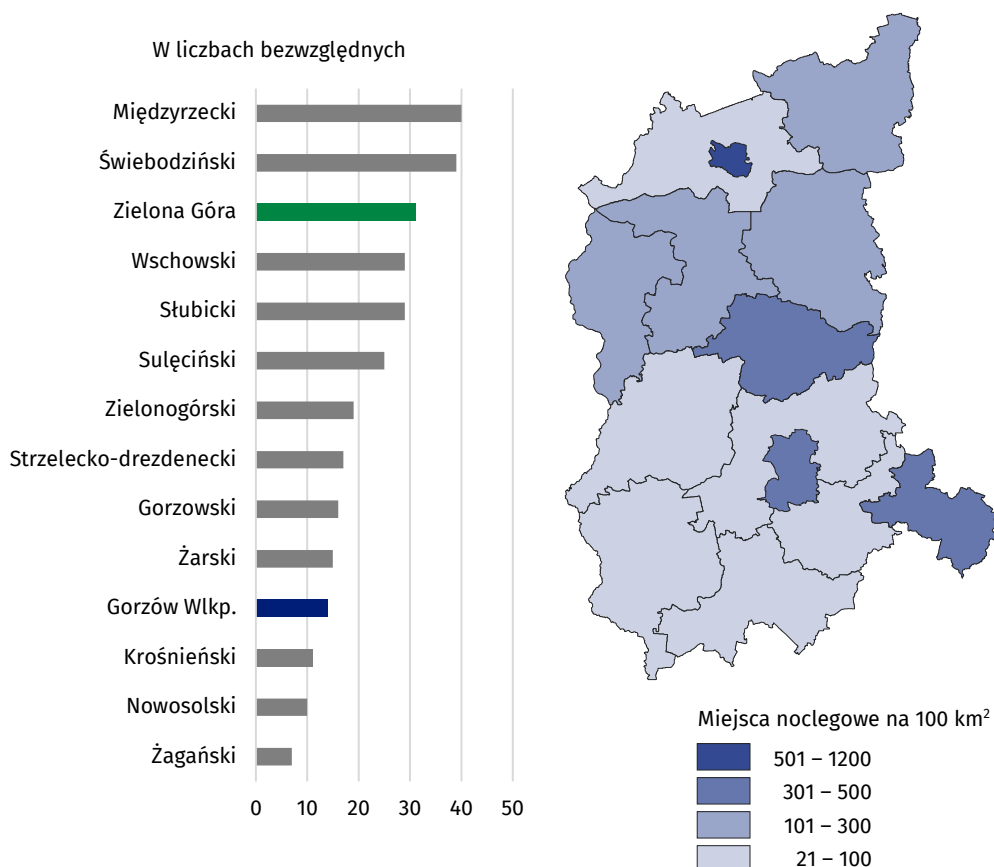 W liczbach bezwzględnych
Międzyrzecki
Świebodziński
Zielona Góra
Wschowski
Słubicki
Sulęciński
Zielonogórski
Strzelecko-drezdenecki
Gorzowski
Żarski
Gorzów Wlkp.
Krośnieński
Nowosolski
Żagański
0 10 20 30 40 50
Miejsca noclegowe na 100 km²
501 – 1200
301 – 500
101 – 300
21 – 100